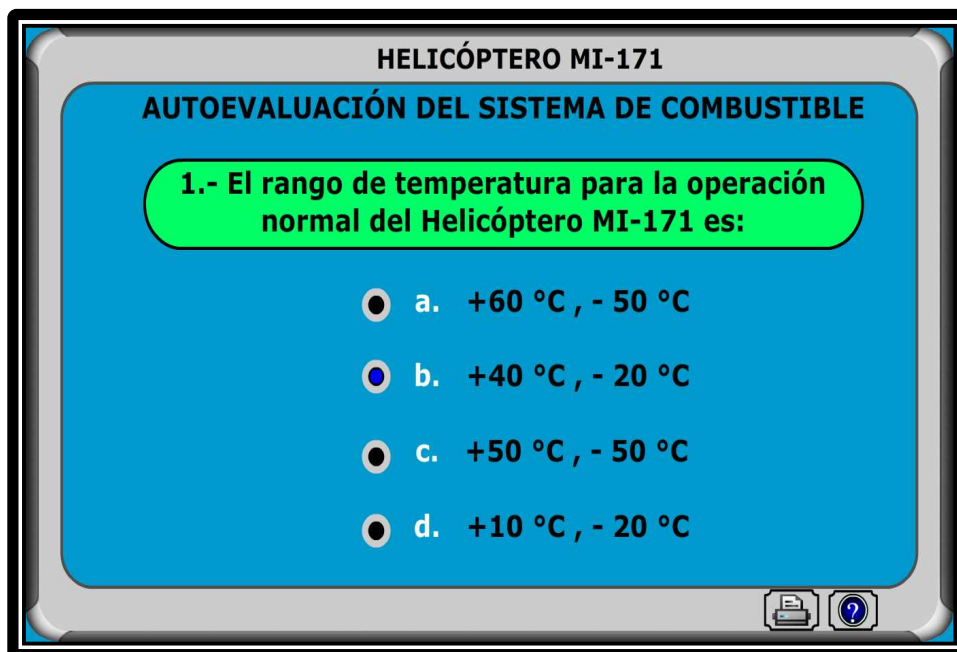 HELICÓPTERO MI-171
AUTOEVALUACIÓN DEL SISTEMA DE COMBUSTIBLE
1.- El rango de temperatura para la operación
normal del Helicóptero MI-171 es:
a. +60 °C , - 50 °C
b. +40 °C , - 20 °C
c. +50 °C , - 50 °C
d. +10 °C , - 20 °C
?